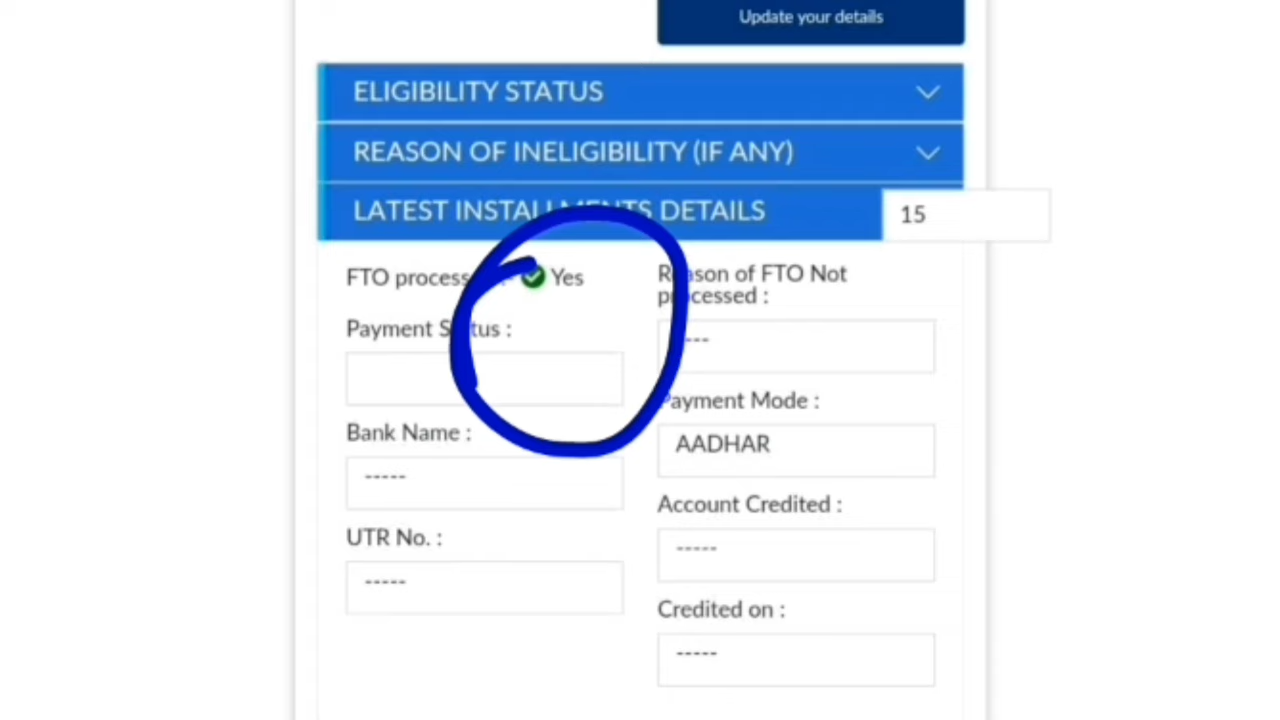 Update your details
ELIGIBILITY STATUS
REASON OF INELIGIBILITY (IF ANY)
LATEST INSTALLMENTS DETAILS
15
FTO Yes
Reason of FTO Not
processed :
Payment Status :
----
Payment Mode :
AADHAR
Bank Name :
-----
Account Credited :
-----
UTR No. :
-----
Credited on :
-----